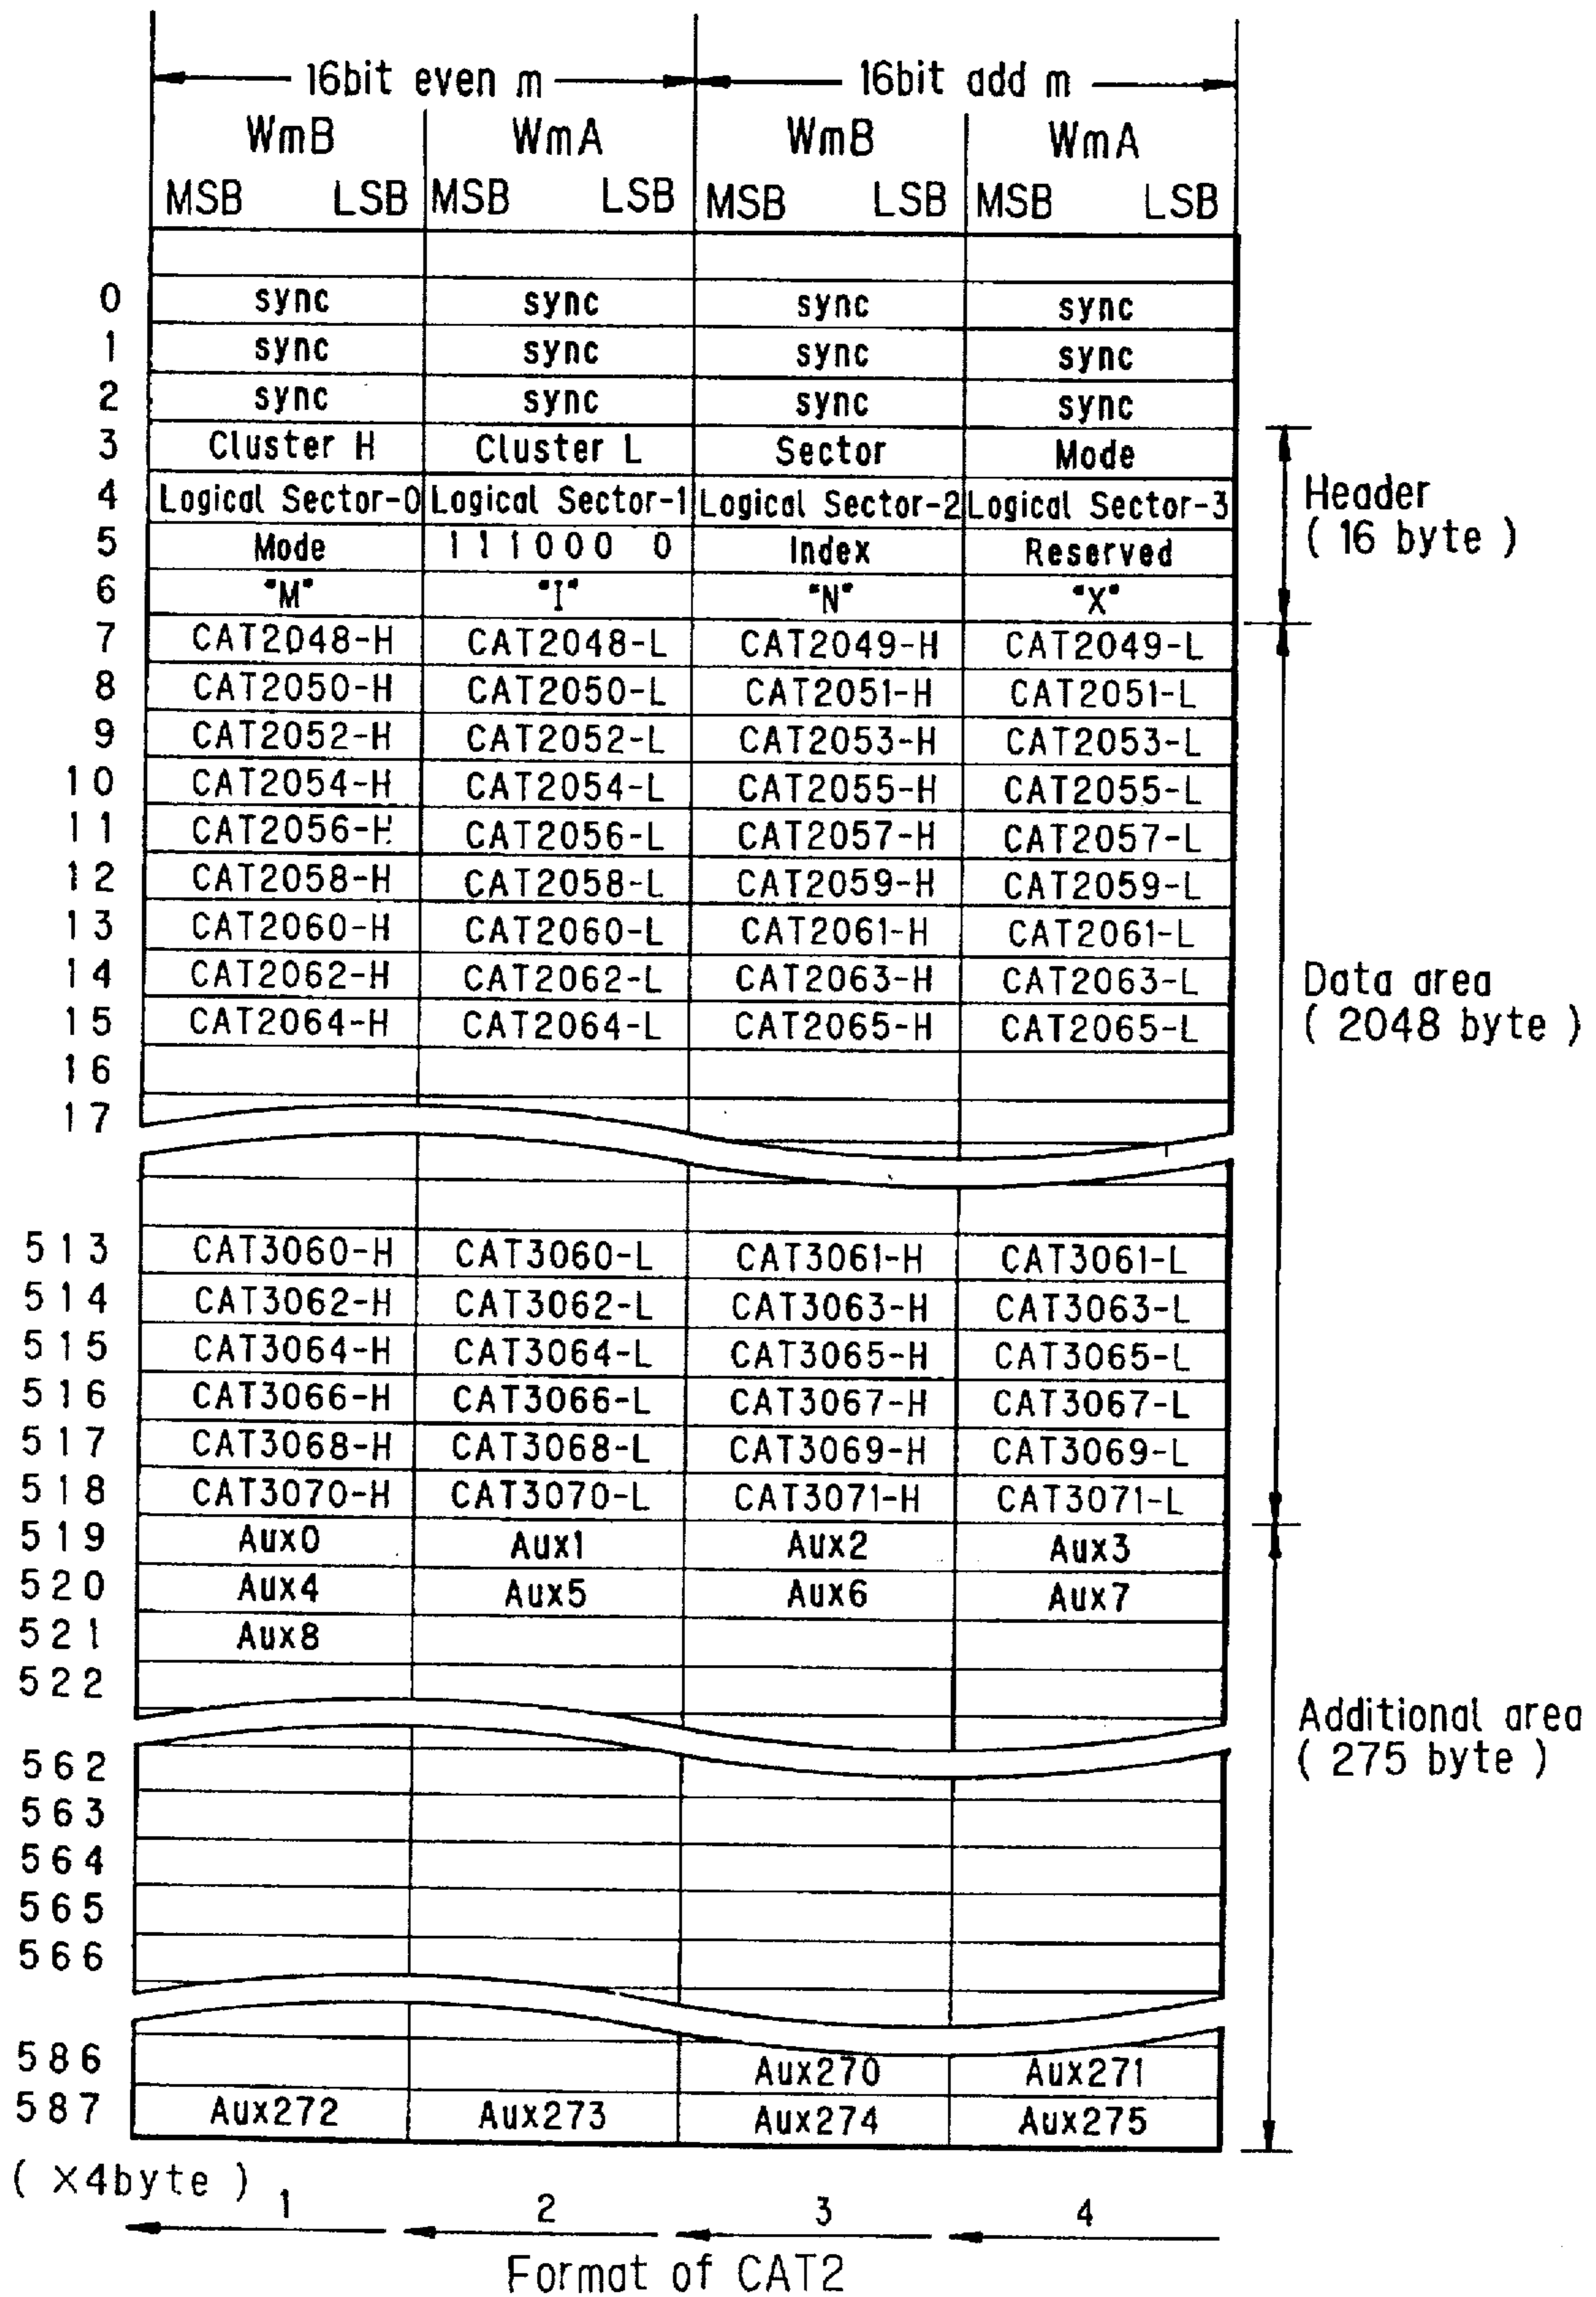 16bit even m 16bit add m
WmB WmA WmB WmA
MSB LSB MSB LSB MSB LSB MSB LSB
0 sync sync sync sync
1 sync sync sync sync
2 sync sync sync sync
3 Cluster H Cluster L Sector Mode
4 Logical Sector-0 Logical Sector-1 Logical Sector-2 Logical Sector-3
Header
5 Mode 111000 0 Index Reserved
( 16 byte )
6 "M" "I" "N" "X"
7 CAT2048-H CAT2048-L CAT2049-H CAT2049-L
8 CAT2050-H CAT2050-L CAT2051-H CAT2051-L
9 CAT2052-H CAT2052-L CAT2053-H CAT2053-L
10 CAT2054-H CAT2054-L CAT2055-H CAT2055-L
11 CAT2056-H CAT2056-L CAT2057-H CAT2057-L
12 CAT2058-H CAT2058-L CAT2059-H CAT2059-L
13 CAT2060-H CAT2060-L CAT2061-H CAT2061-L
14 CAT2062-H CAT2062-L CAT2063-H CAT2063-L
Data area
15 CAT2064-H CAT2064-L CAT2065-H CAT2065-L
( 2048 byte )
16
17
513 CAT3060-H CAT3060-L CAT3061-H CAT3061-L
514 CAT3062-H CAT3062-L CAT3063-H CAT3063-L
515 CAT3064-H CAT3064-L CAT3065-H CAT3065-L
516 CAT3066-H CAT3066-L CAT3067-H CAT3067-L
517 CAT3068-H CAT3068-L CAT3069-H CAT3069-L
518 CAT3070-H CAT3070-L CAT3071-H CAT3071-L
519 Aux0 Aux1 Aux2 Aux3
520 Aux4 Aux5 Aux6 Aux7
521 Aux8
522
Additional area
( 275 byte )
562
563
564
565
566
586 Aux270 Aux271
587 Aux272 Aux273 Aux274 Aux275
( ×4byte )
1 2 3 4
Format of CAT2